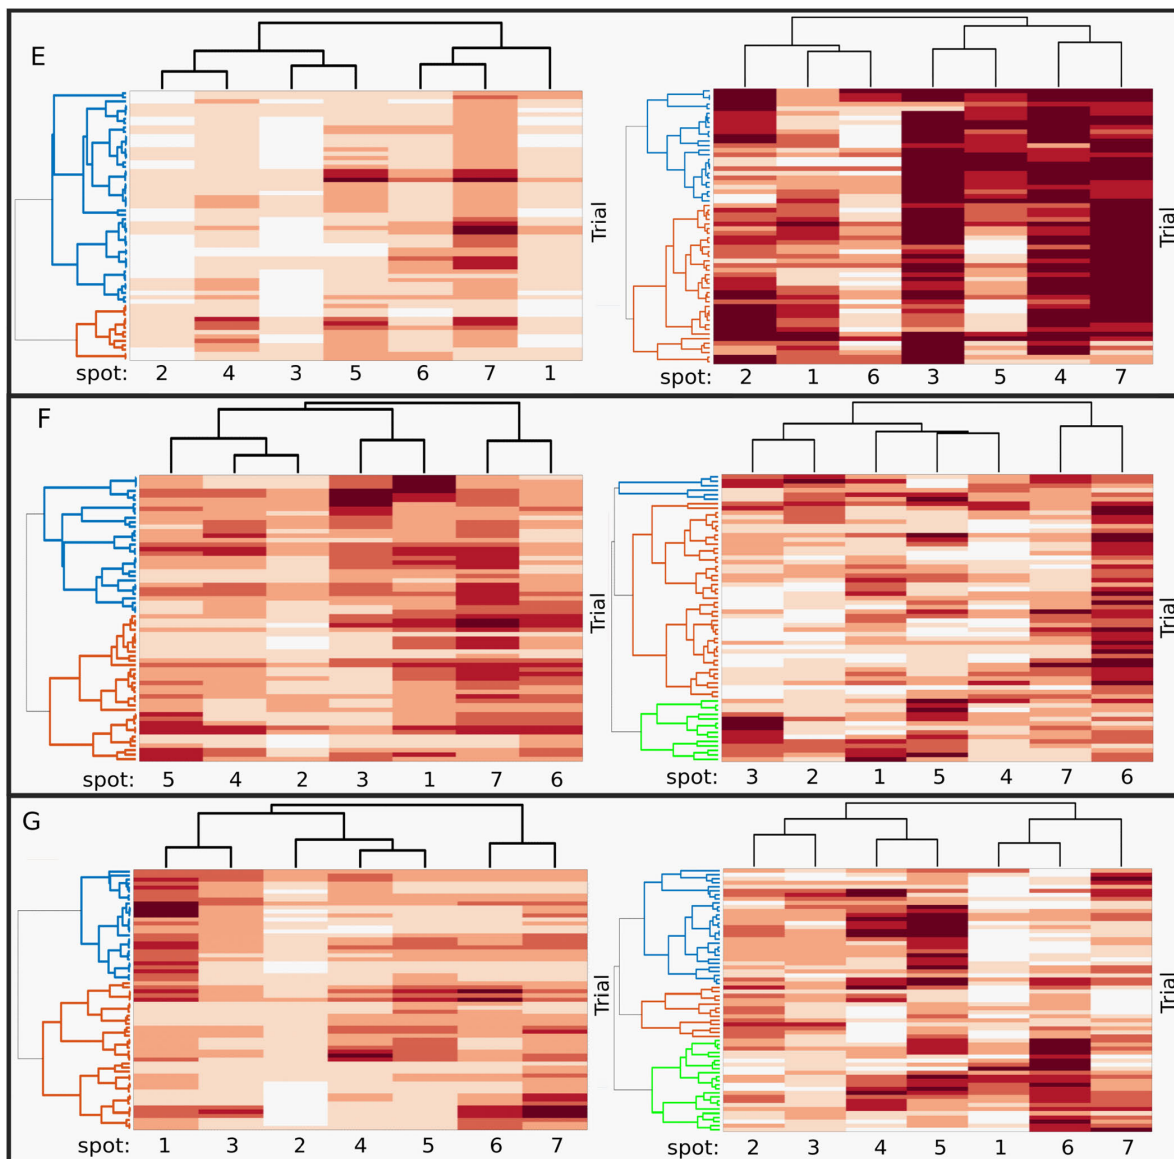 E
Trial
Trial
spot: 2 4 3 5 6 7 1
2 1 6 3 5 4 7
F
Trial
Trial
spot: 5 4 2 3 1 7 6
spot: 3 2 1 5 4 7 6
G
Trial
Trial
spot: 1 3 2 4 5 6 7
spot: 2 3 4 5 1 6 7